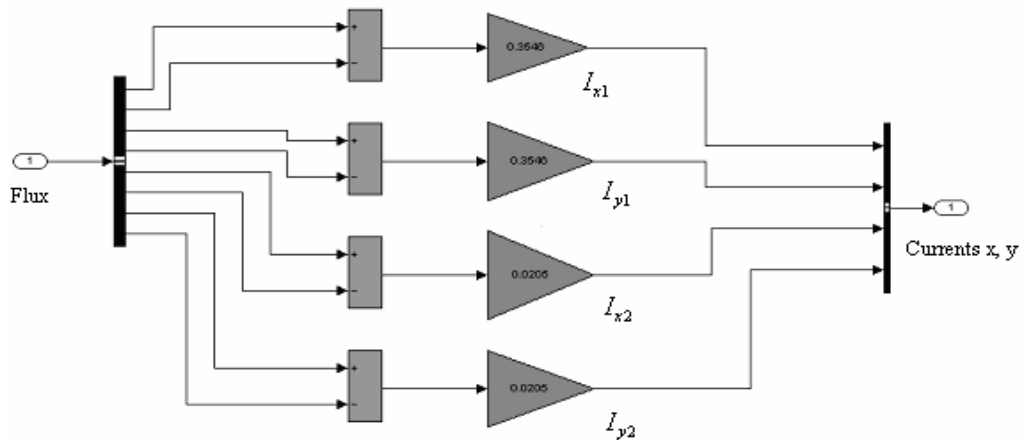 +
−
0.3546
I_x1
+
−
0.3546
1
Flux
I_y1
1
Currents x, y
+
−
0.0205
I_x2
+
−
0.0205
I_y2